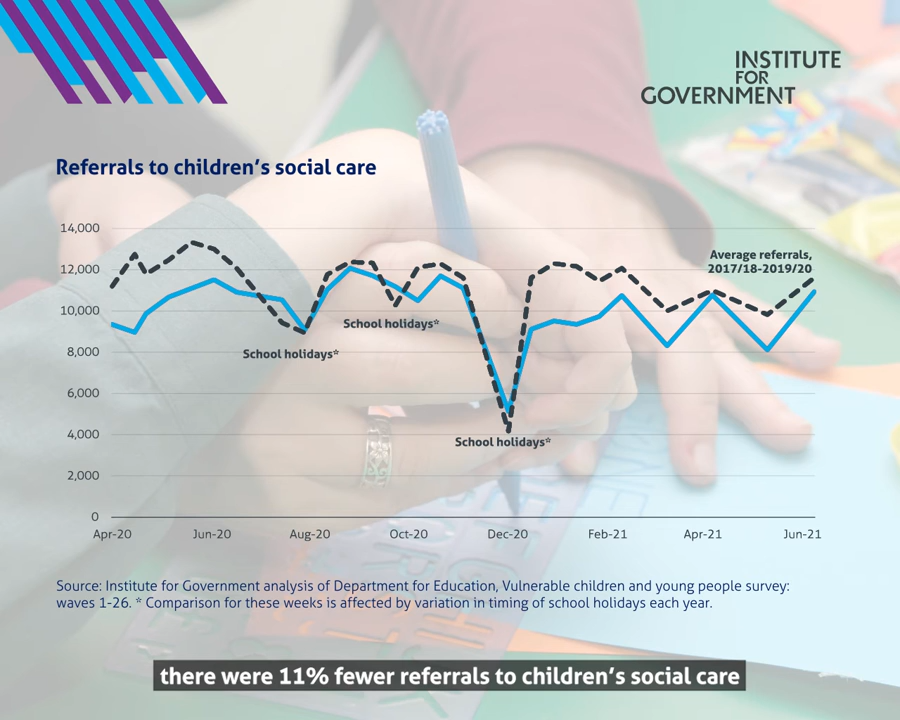 INSTITUTE
FOR
GOVERNMENT
Referrals to children's social care
14,000
12,000
10,000
8,000
6,000
4,000
2,000
0
Average referrals,
2017/18-2019/20
School holidays*
School holidays*
School holidays*
Apr-20 Jun-20 Aug-20 Oct-20 Dec-20 Feb-21 Apr-21 Jun-21
Source: Institute for Government analysis of Department for Education, Vulnerable children and young people survey:
waves 1-26. * Comparison for these weeks is affected by variation in timing of school holidays each year.
there were 11% fewer referrals to children's social care